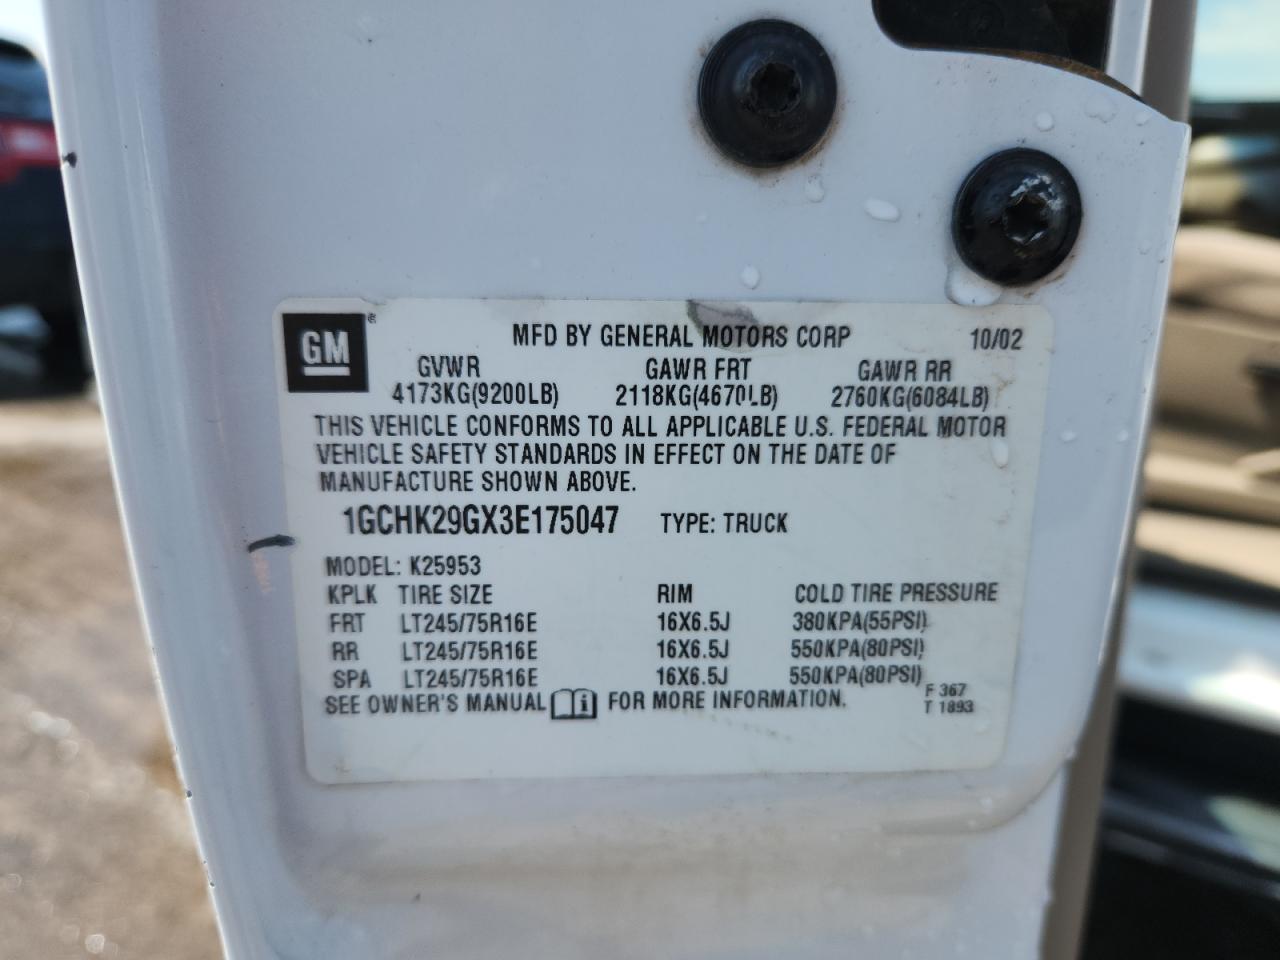 GM ® MFD BY GENERAL MOTORS CORP 10/02
GVWR GAWR FRT GAWR RR
4173KG(9200LB) 2118KG(4670LB) 2760KG(6084LB)
THIS VEHICLE CONFORMS TO ALL APPLICABLE U.S. FEDERAL MOTOR
VEHICLE SAFETY STANDARDS IN EFFECT ON THE DATE OF
MANUFACTURE SHOWN ABOVE.
1GCHK29GX3E175047 TYPE: TRUCK
MODEL: K25953
KPLK TIRE SIZE RIM COLD TIRE PRESSURE
FRT LT245/75R16E 16X6.5J 380KPA(55PSI)
RR LT245/75R16E 16X6.5J 550KPA(80PSI)
SPA LT245/75R16E 16X6.5J 550KPA(80PSI)
SEE OWNER'S MANUAL i FOR MORE INFORMATION. F 367
T 1893